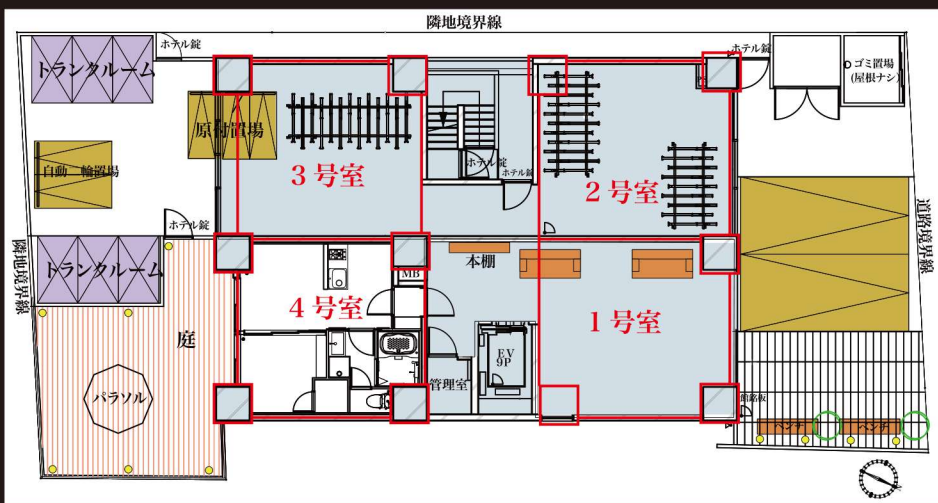 隣地境界線
トランクルーム
ホテル錠
ホテル錠
ゴミ置場
(屋根ナシ)
原付置場
3号室
ホテル錠
ホテル錠
2号室
自動二輪置場
ホテル錠
道路境界線
隣地境界線
トランクルーム
庭
パラソル
4号室
MB
本棚
1号室
EV
9P
管理室
館銘板
ベンチ
ベンチ
N